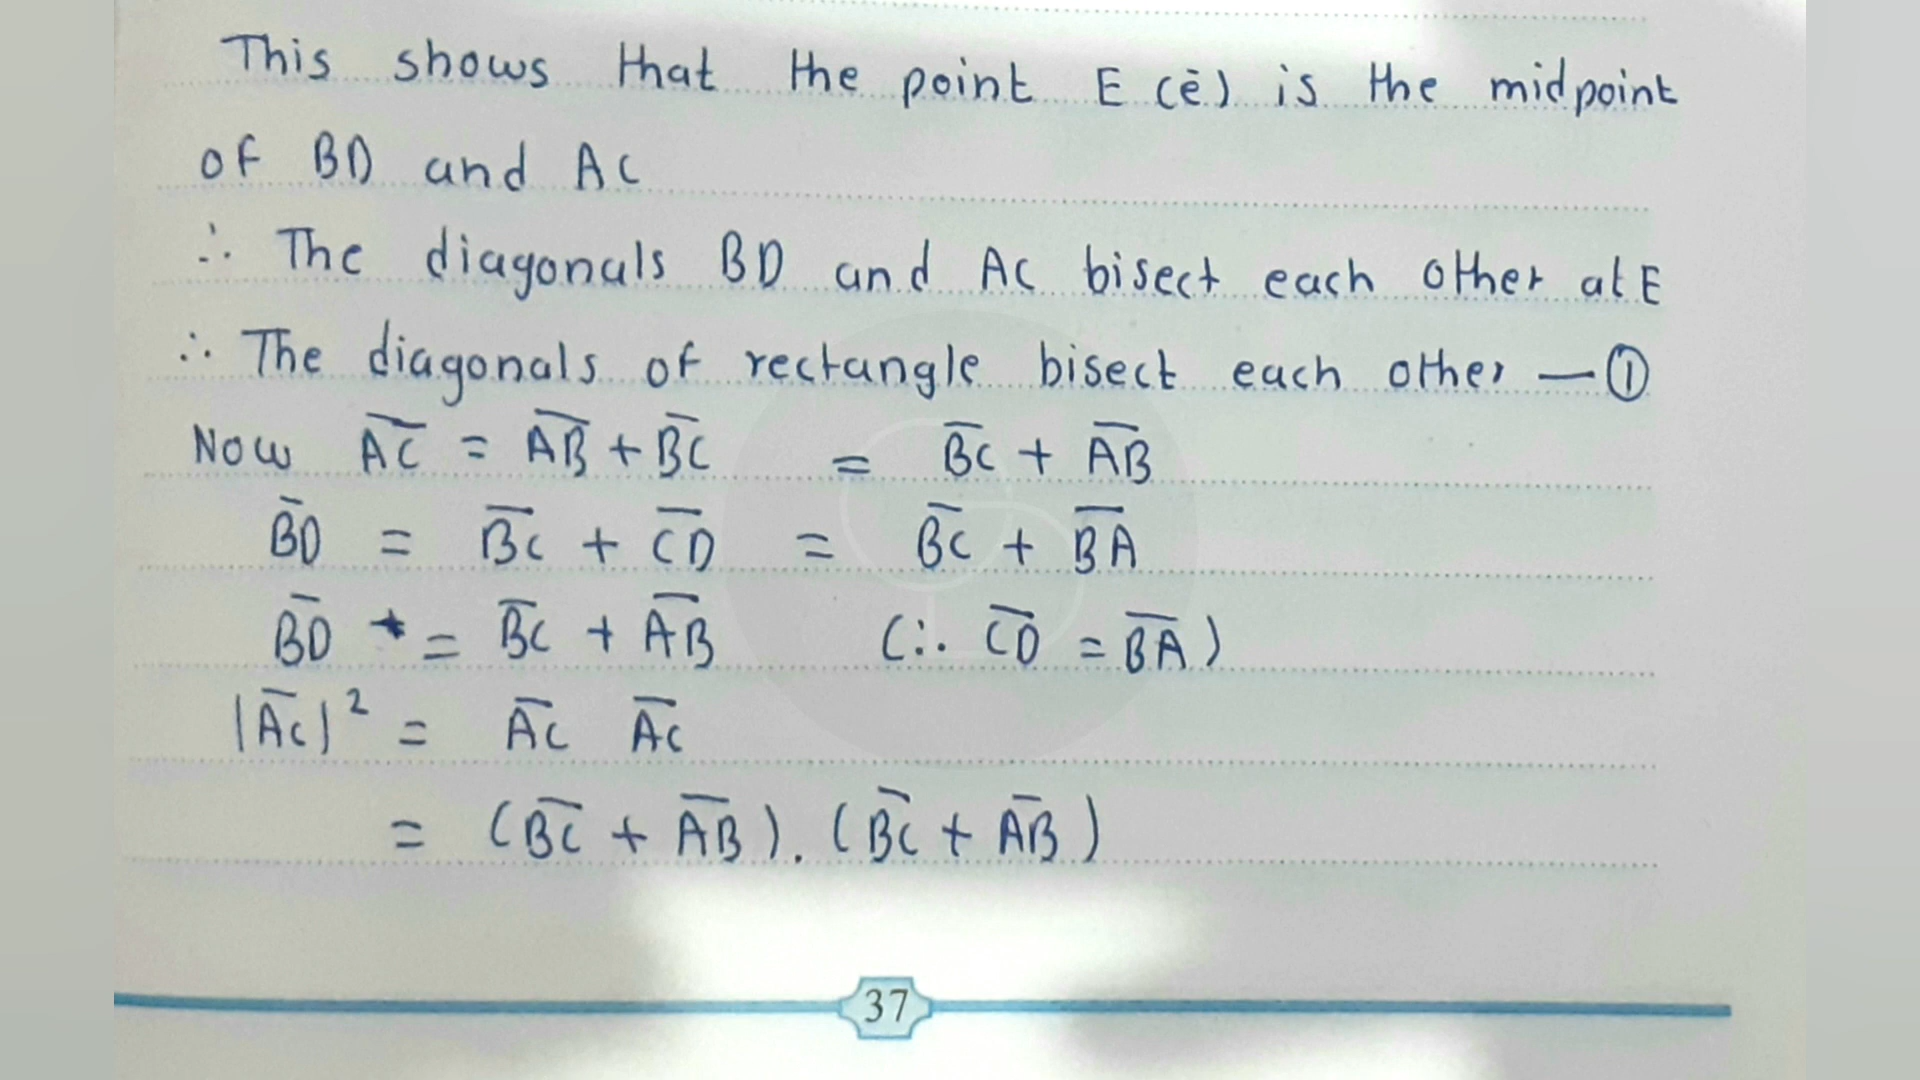 This shows that the point E (ē) is the midpoint
of BD and AC
∴ The diagonals BD and AC bisect each other at E
∴ The diagonals of rectangle bisect each other — ①
Now A̅C̅ = A̅B̅ + B̅C̅ = B̅C̅ + A̅B̅
B̅D̅ = B̅C̅ + C̅D̅ = B̅C̅ + B̅A̅
B̅D̅ = B̅C̅ + A̅B̅ (∴ C̅D̅ = B̅A̅)
|A̅C̅|² = A̅C̅ A̅C̅
= (B̅C̅ + A̅B̅) . (B̅C̅ + A̅B̅)
37